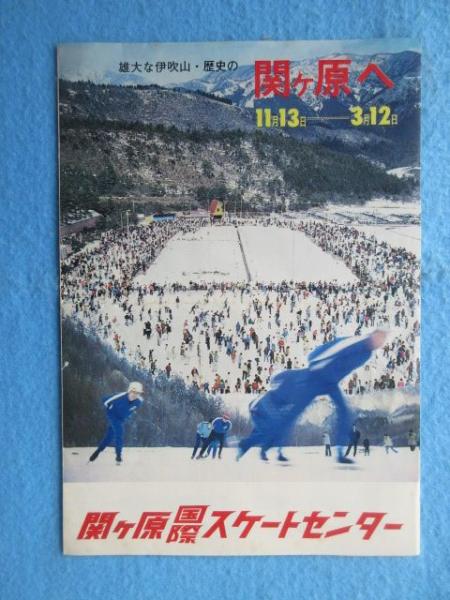 雄大な伊吹山・歴史の
関ヶ原へ
11月13日――3月12日
関ヶ原国際スケートセンター